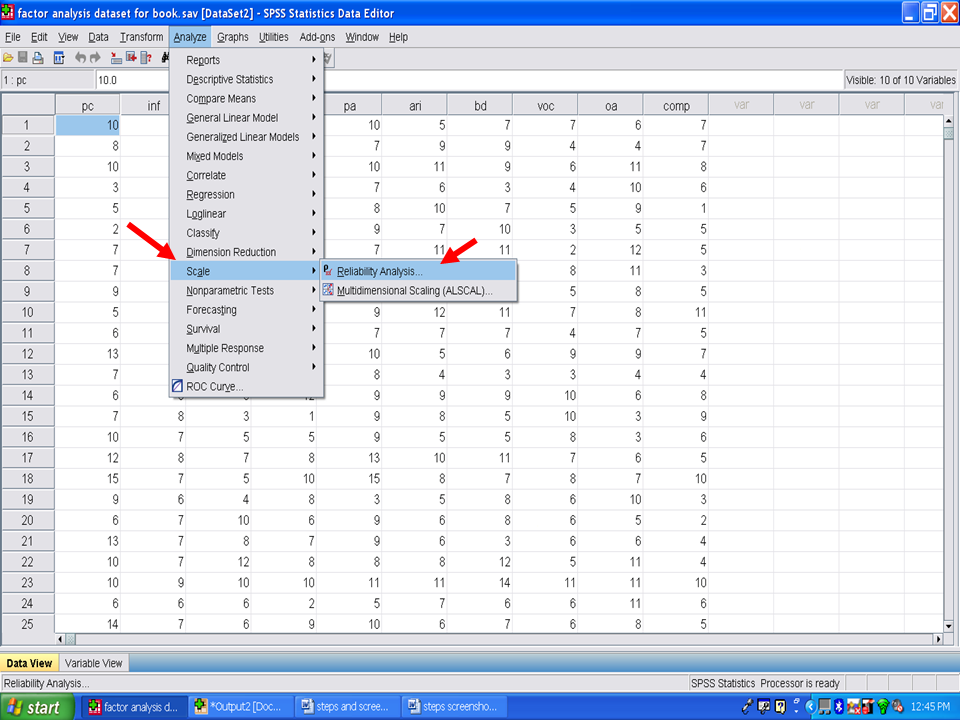 factor analysis dataset for book.sav [DataSet2] - SPSS Statistics Data Editor
File Edit View Data Transform Analyze Graphs Utilities Add-ons Window Help
1 : pc 10.0 Visible: 10 of 10 Variables
pc inf pa ari bd voc oa comp var var var var
Reports
Descriptive Statistics
Compare Means
General Linear Model
Generalized Linear Models
Mixed Models
Correlate
Regression
Loglinear
Classify
Dimension Reduction
Scale
Nonparametric Tests
Forecasting
Survival
Multiple Response
Quality Control
ROC Curve...
Reliability Analysis...
Multidimensional Scaling (ALSCAL)...
1 10 10 5 7 7 6 7
2 8 7 9 9 4 4 7
3 10 10 11 9 6 11 8
4 3 7 6 3 4 10 6
5 5 8 10 7 5 9 1
6 2 9 7 10 3 5 5
7 7 7 11 11 2 12 5
8 7 8 11 3
9 9 5 8 5
10 5 9 12 11 7 8 11
11 6 7 7 7 4 7 5
12 13 10 5 6 9 9 7
13 7 8 4 3 3 4 4
14 6 9 9 9 10 6 8
15 7 8 3 1 9 8 5 10 3 9
16 10 7 5 5 9 5 5 8 3 6
17 12 8 7 8 13 10 11 7 6 5
18 15 7 5 10 15 8 7 8 7 10
19 9 6 4 8 3 5 8 6 10 3
20 6 7 10 6 9 6 8 6 5 2
21 13 7 8 7 9 6 3 6 6 4
22 10 7 12 8 8 8 12 5 11 4
23 10 9 10 10 11 11 14 11 11 10
24 6 6 6 2 5 7 6 6 11 6
25 14 7 6 9 10 6 7 6 8 5
Data View Variable View
Reliability Analysis... SPSS Statistics Processor is ready
start factor analysis d... *Output2 [Doc... steps and scree... steps screensho... 12:45 PM